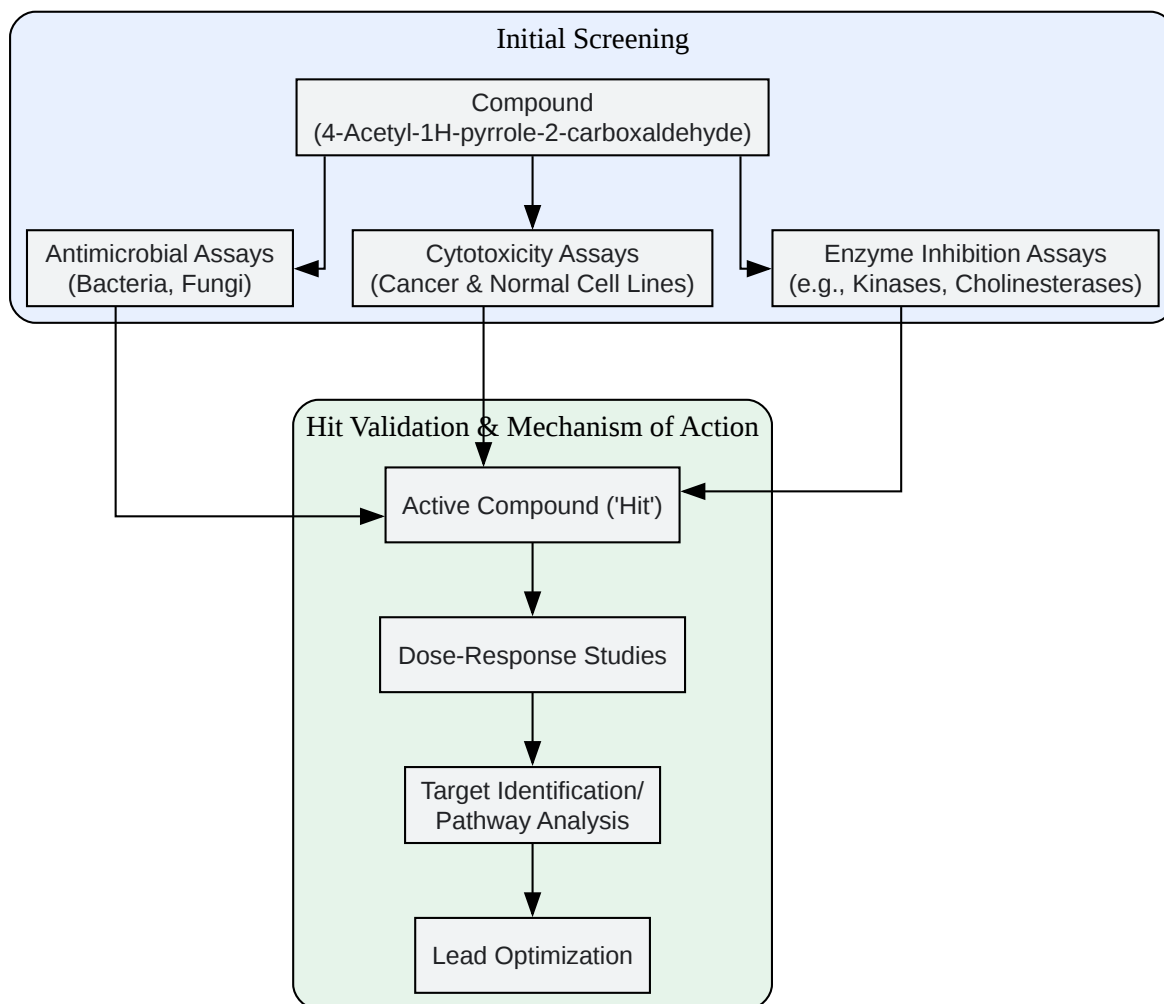 Initial Screening
Compound
(4-Acetyl-1H-pyrrole-2-carboxaldehyde)
Antimicrobial Assays
(Bacteria, Fungi)
Cytotoxicity Assays
(Cancer & Normal Cell Lines)
Enzyme Inhibition Assays
(e.g., Kinases, Cholinesterases)
Hit Validation & Mechanism of Action
Active Compound ('Hit')
Dose-Response Studies
Target Identification/
Pathway Analysis
Lead Optimization